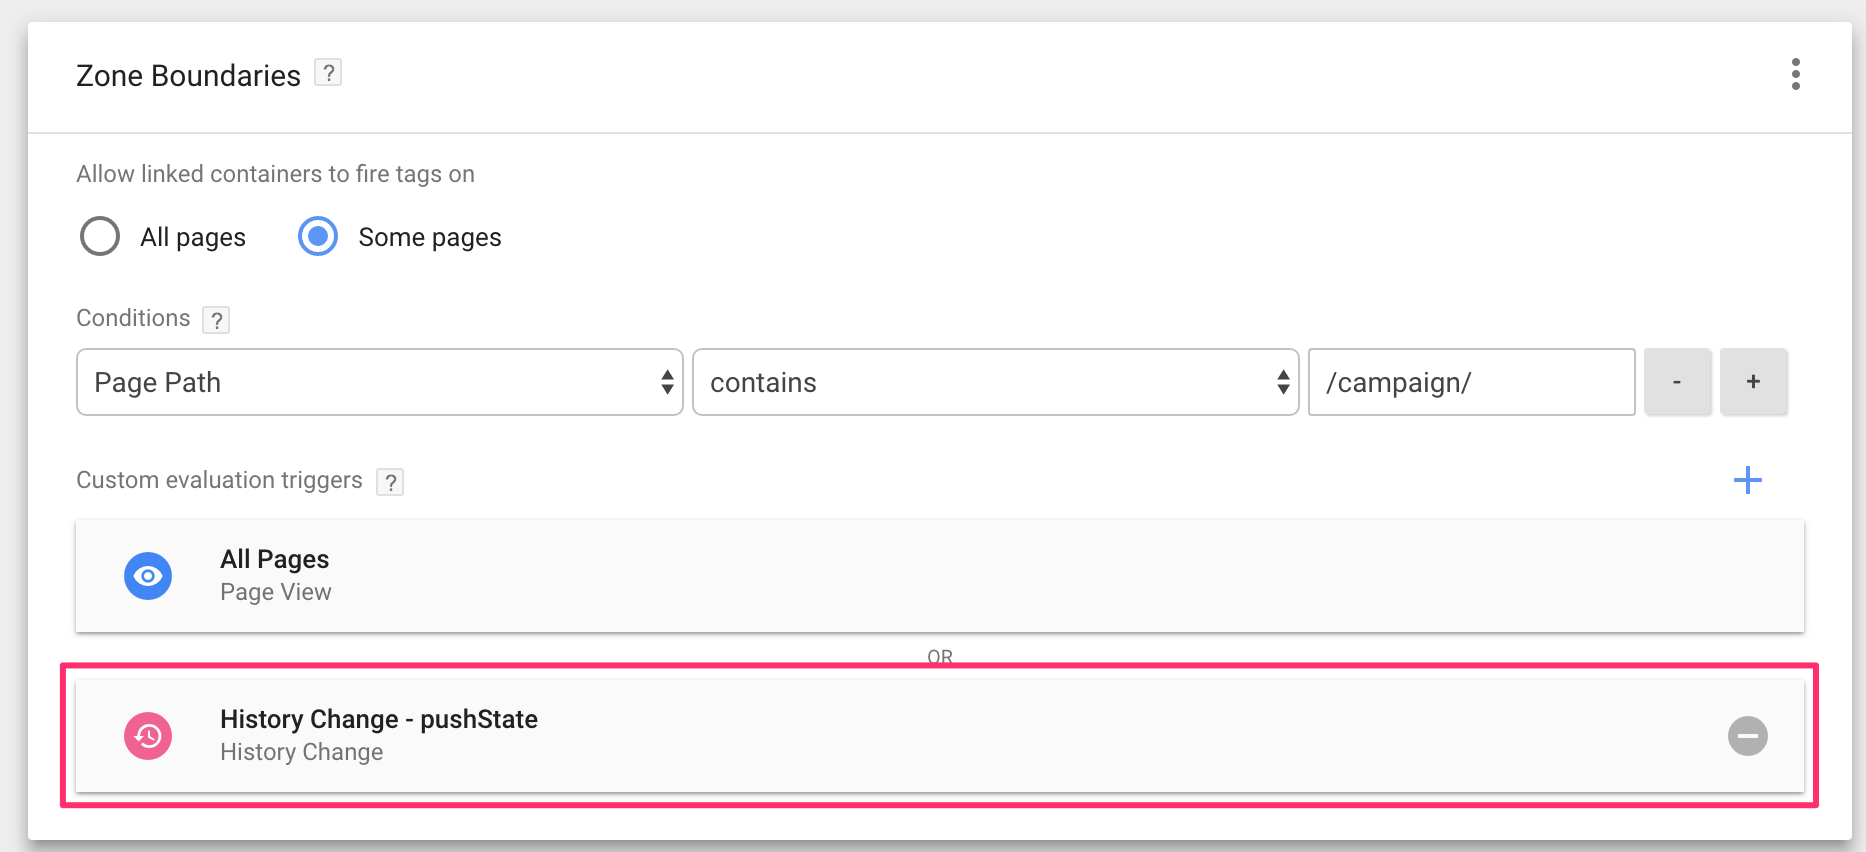 Zone Boundaries ?
Allow linked containers to fire tags on
All pages Some pages
Conditions ?
Page Path contains /campaign/ - +
Custom evaluation triggers ?
All Pages
Page View
OR
History Change - pushState
History Change